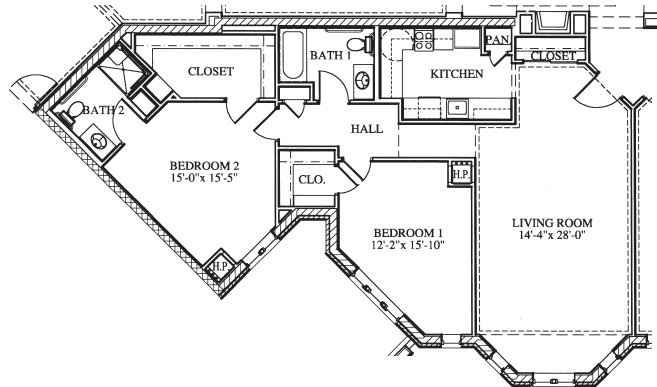 PAN.
BATH 1
CLOSET
CLOSET
KITCHEN
BATH 2
HALL
BEDROOM 2
15'-0"x 15'-5"
CLO.
H.P.
BEDROOM 1
12'-2"x 15'-10"
LIVING ROOM
14'-4"x 28'-0"
H.P.